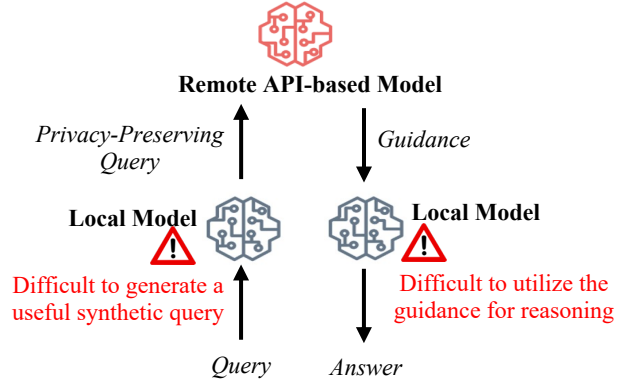 Remote API-based Model
Privacy-Preserving
Query
Guidance
Local Model
Local Model
!
!
Difficult to generate a
useful synthetic query
Difficult to utilize the
guidance for reasoning
Query
Answer